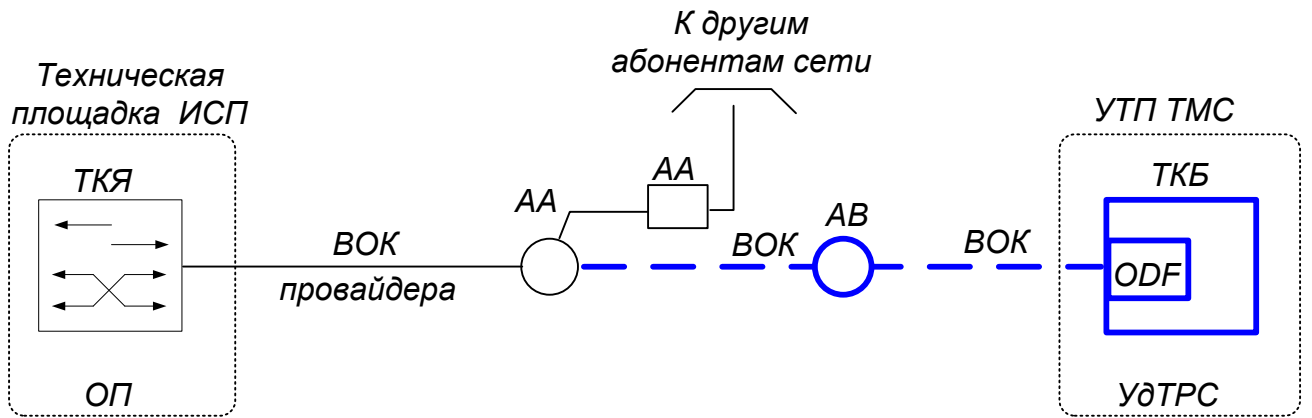 К другим
абонентам сети
Техническая
площадка ИСП
УТП ТМС
ТКЯ
АА
АА
ТКБ
АВ
ВОК
провайдера
ВОК
ВОК
ODF
ОП
УдТРС